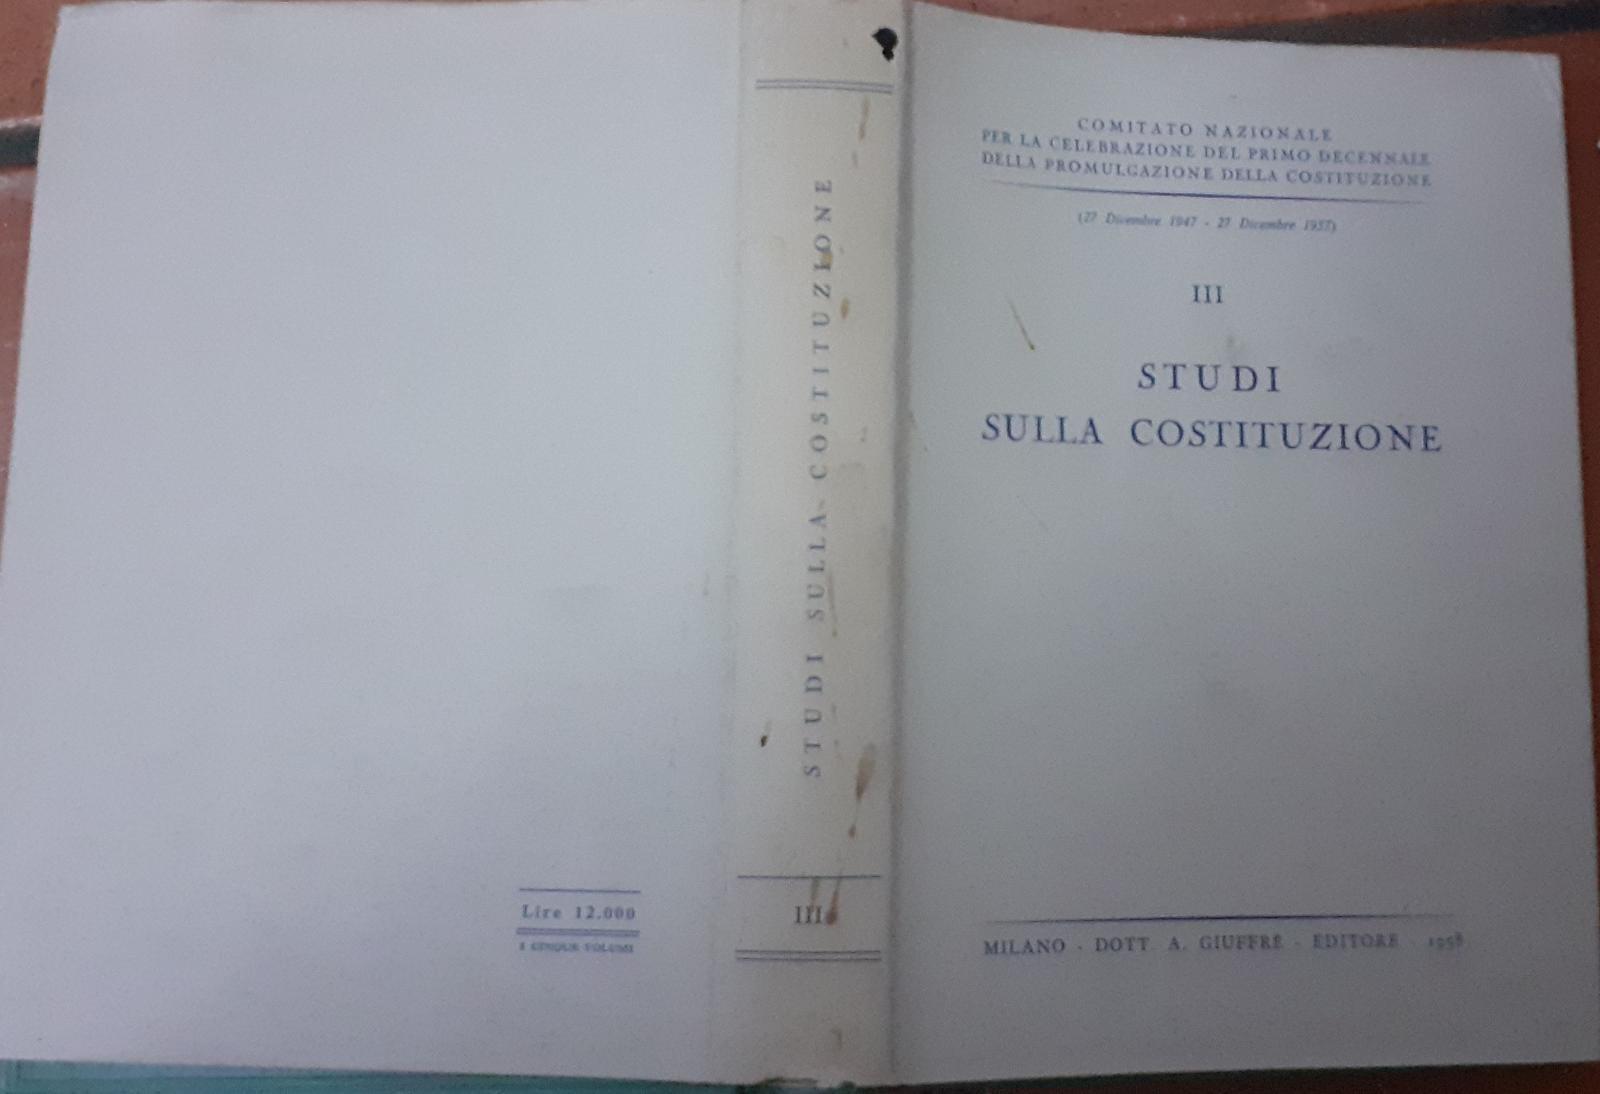 COMITATO NAZIONALE
PER LA CELEBRAZIONE DEL PRIMO DECENNALE
DELLA PROMULGAZIONE DELLA COSTITUZIONE
(27 Dicembre 1947 - 27 Dicembre 1957)
III
STUDI
SULLA COSTITUZIONE
MILANO - DOTT. A. GIUFFRÈ - EDITORE - 1958
STUDI SULLA COSTITUZIONE
III
Lire 12.000
I CINQUE VOLUMI